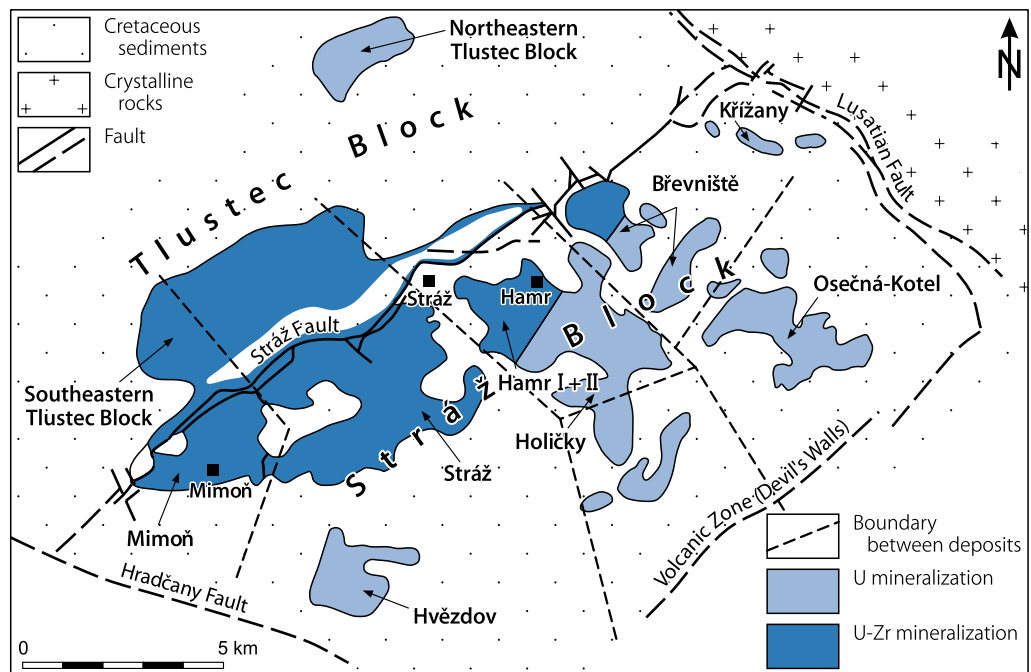 Cretaceous
sediments
Crystalline
rocks
Fault
Northeastern
Tlustec Block
N
Tlustec Block
Křížany
Lusatian Fault
Břevniště
Osečná-Kotel
Stráž
Hamr
Stráž Fault
Stráž Block
Southeastern
Tlustec Block
Hamr I+II
Holičky
Stráž
Mimoň
Mimoň
Volcanic Zone (Devil's Walls)
Hradčany Fault
Hvězdov
Boundary
between deposits
U mineralization
U-Zr mineralization
0 5 km